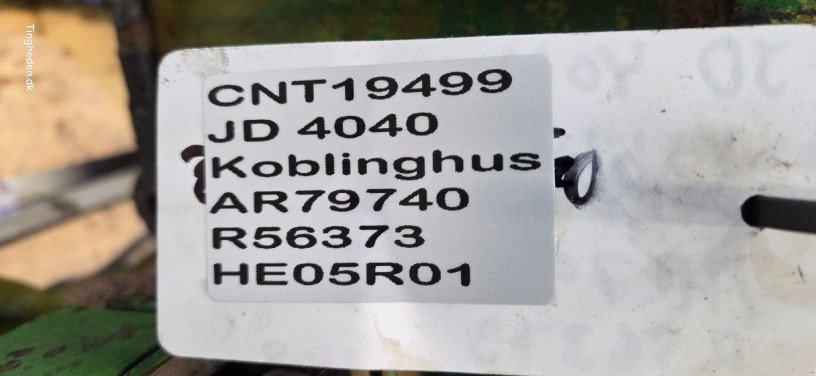 Tingheden.dk
CNT19499
JD 4040
Koblinghus
AR79740
R56373
HE05R01